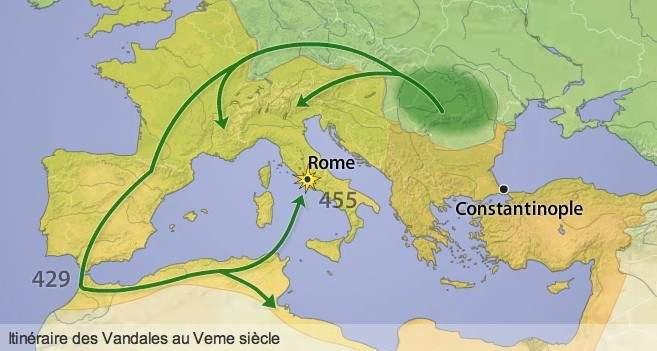 Rome
455
Constantinople
429
Itinéraire des Vandales au Veme siècle